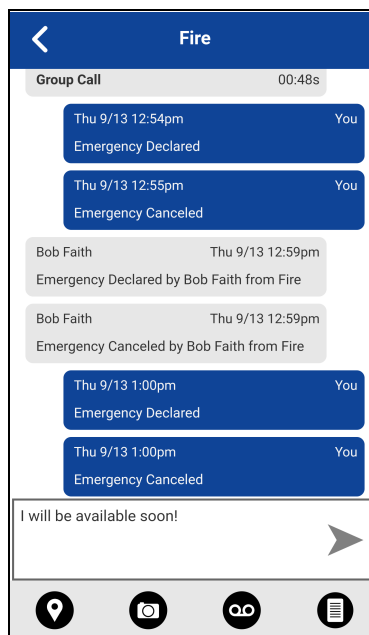 Fire
Group Call 00:48s
Thu 9/13 12:54pm You
Emergency Declared
Thu 9/13 12:55pm You
Emergency Canceled
Bob Faith Thu 9/13 12:59pm
Emergency Declared by Bob Faith from Fire
Bob Faith Thu 9/13 12:59pm
Emergency Canceled by Bob Faith from Fire
Thu 9/13 1:00pm You
Emergency Declared
Thu 9/13 1:00pm You
Emergency Canceled
I will be available soon!